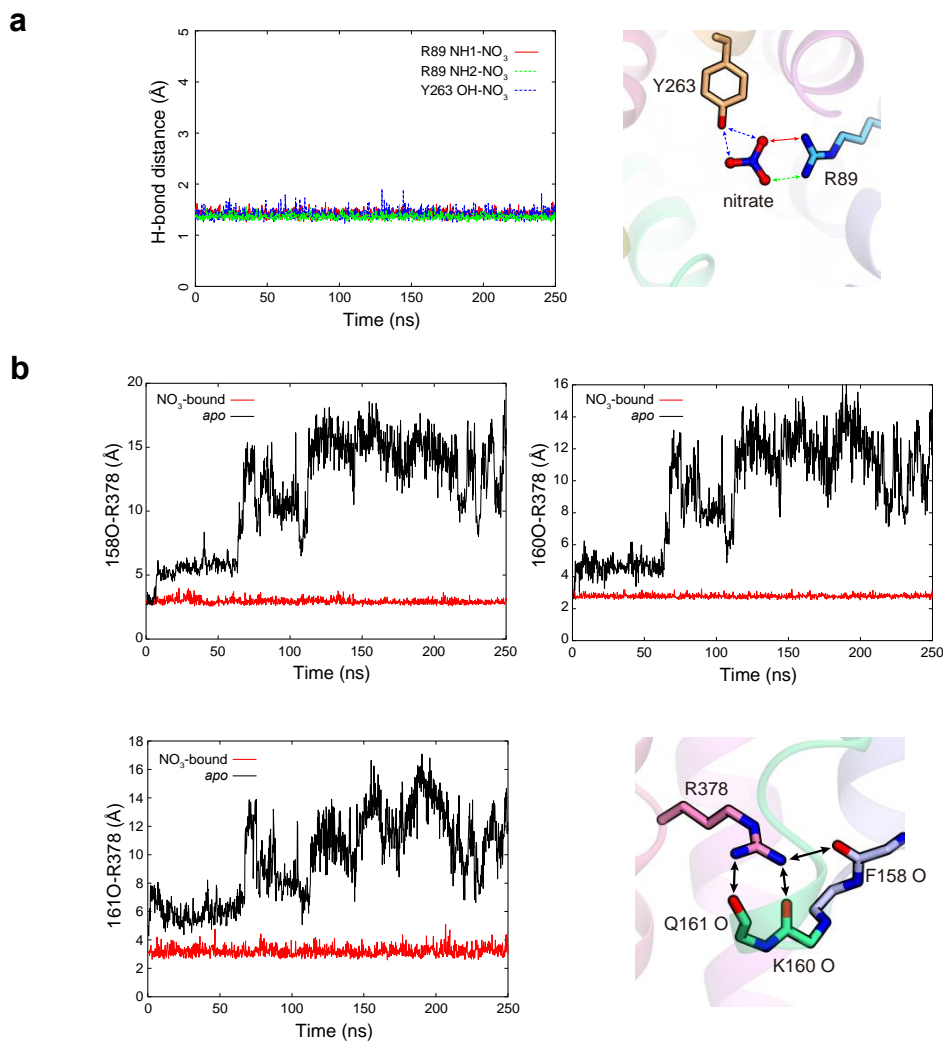 a
H-bond distance (Å)
5
4
3
2
1
0
R89 NH1-NO3
R89 NH2-NO3
Y263 OH-NO3
0 50 100 150 200 250
Time (ns)
Y263
R89
nitrate
b
158O-R378 (Å)
20
15
10
5
0
NO3-bound
apo
0 50 100 150 200 250
Time (ns)
160O-R378 (Å)
16
14
12
10
8
6
4
2
0
NO3-bound
apo
0 50 100 150 200 250
Time (ns)
161O-R378 (Å)
18
16
14
12
10
8
6
4
2
0
NO3-bound
apo
0 50 100 150 200 250
Time (ns)
R378
F158 O
Q161 O
K160 O